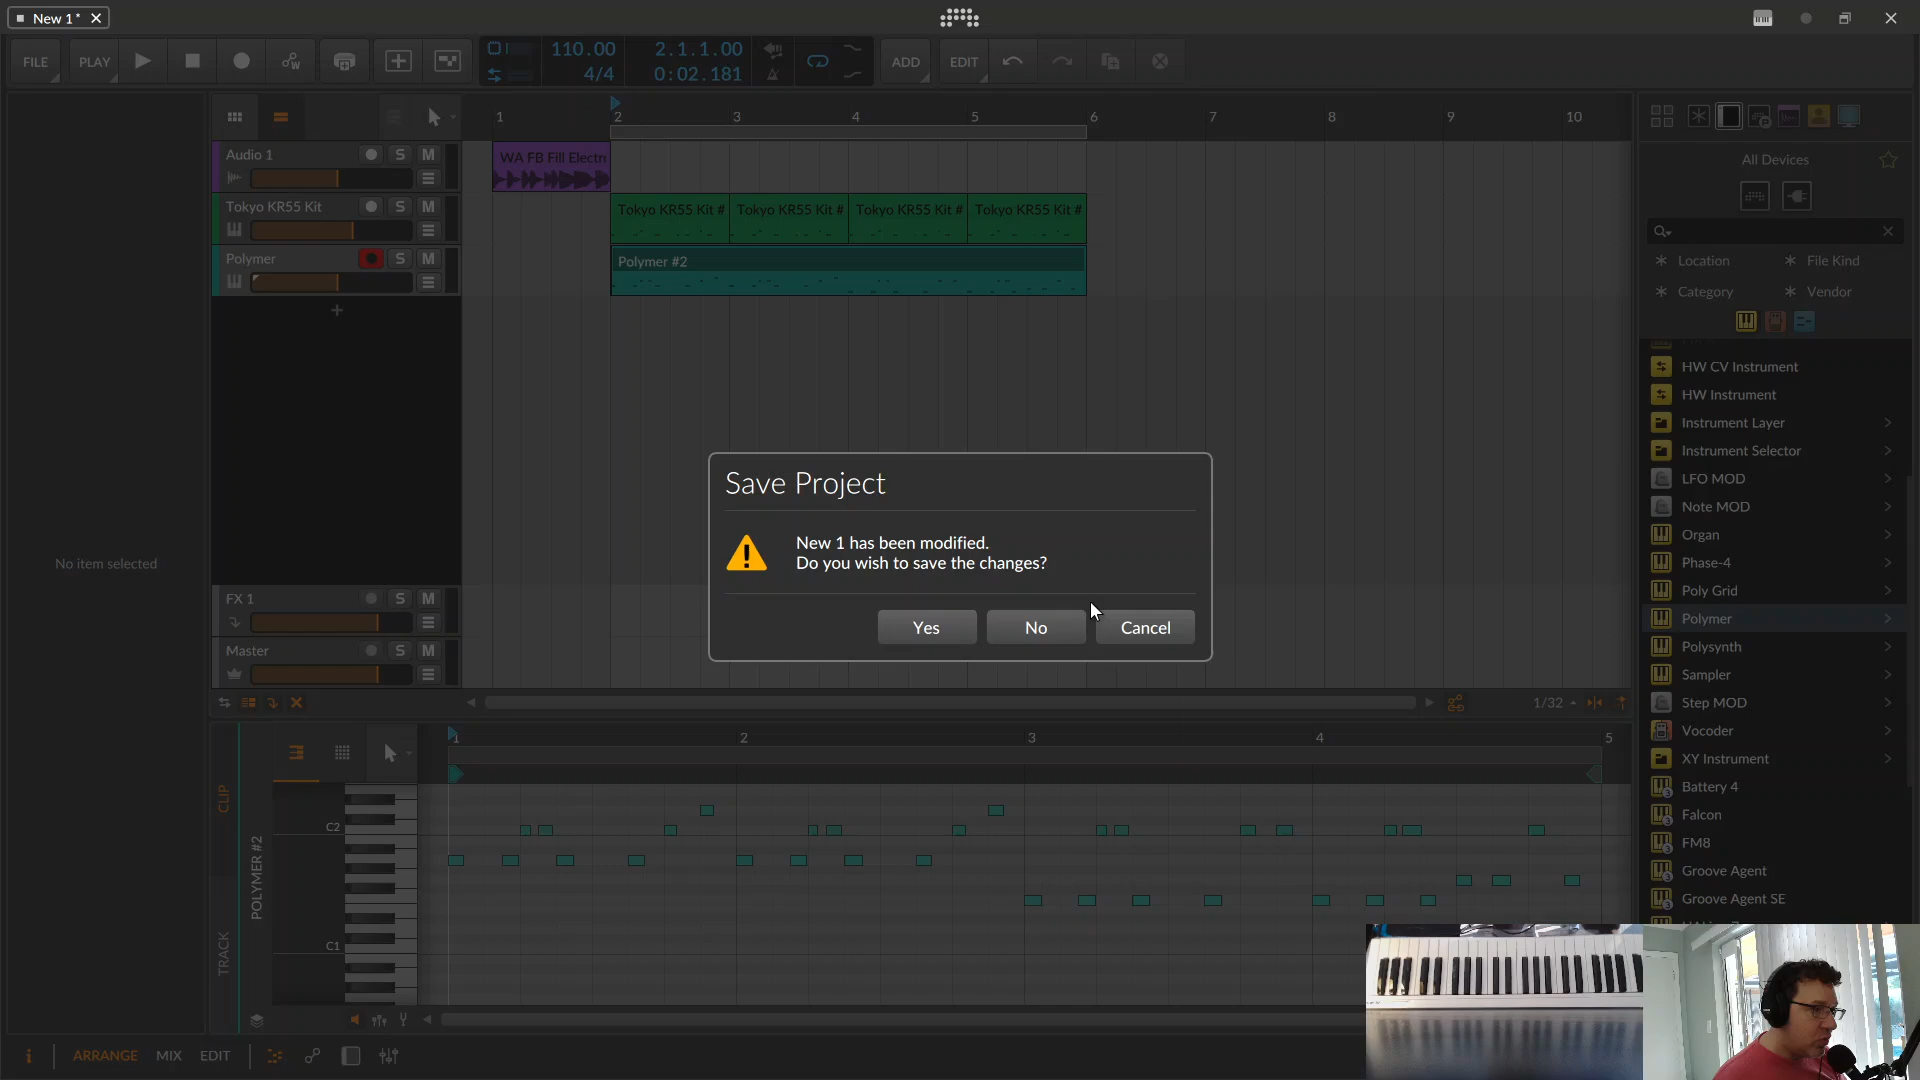 New 1*
FILE
PLAY
110.00
4/4
2.1.1.00
0:02.181
ADD
EDIT
1
2
3
4
5
6
7
8
9
10
All Devices
Audio 1
S
M
WA FB Fill Electr
Tokyo KR55 Kit
S
M
Tokyo KR55 Kit #
Tokyo KR55 Kit #
Tokyo KR55 Kit #
Tokyo KR55 Kit #
Polymer
S
M
Polymer #2
Location
File Kind
Category
Vendor
HW CV Instrument
HW Instrument
Instrument Layer
Instrument Selector
LFO MOD
Note MOD
Organ
Phase-4
Poly Grid
Polymer
Polysynth
Sampler
Step MOD
Vocoder
XY Instrument
Battery 4
Falcon
FM8
Groove Agent
Groove Agent SE
No item selected
Save Project
New 1 has been modified.
Do you wish to save the changes?
Yes
No
Cancel
FX 1
S
M
Master
S
M
1/32
1
2
3
4
5
CLIP
TRACK
POLYMER #2
C2
C1
i
ARRANGE
MIX
EDIT